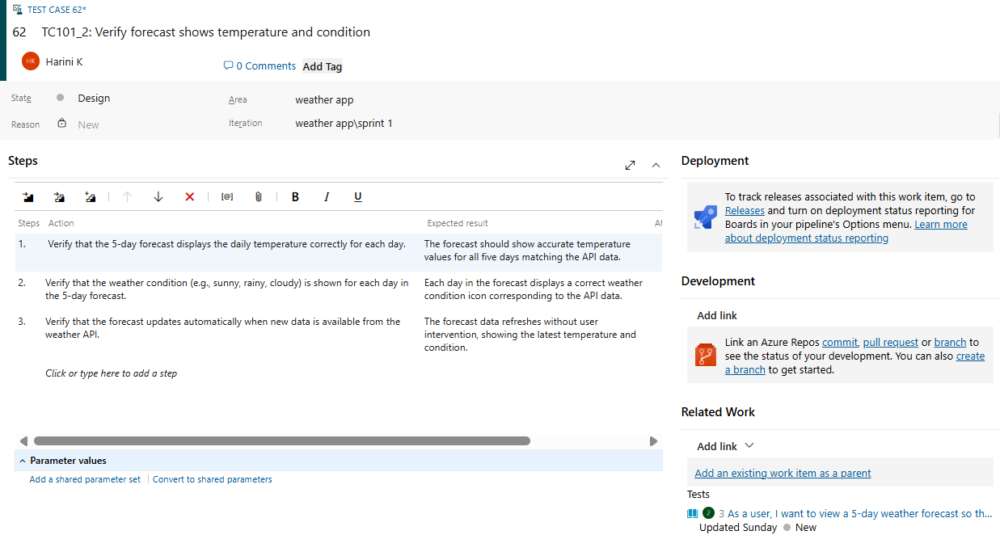 TEST CASE 62*
62 TC101_2: Verify forecast shows temperature and condition
HK Harini K
0 Comments Add Tag
State Design
Area weather app
Reason New
Iteration weather app\sprint 1
Steps
[@] B I U
Steps Action Expected result At
1. Verify that the 5-day forecast displays the daily temperature correctly for each day.
The forecast should show accurate temperature
values for all five days matching the API data.
2. Verify that the weather condition (e.g., sunny, rainy, cloudy) is shown for each day in
the 5-day forecast.
Each day in the forecast displays a correct weather
condition icon corresponding to the API data.
3. Verify that the forecast updates automatically when new data is available from the
weather API.
The forecast data refreshes without user
intervention, showing the latest temperature and
condition.
Click or type here to add a step
Parameter values
Add a shared parameter set Convert to shared parameters
Deployment
To track releases associated with this work item, go to
Releases and turn on deployment status reporting for
Boards in your pipeline's Options menu. Learn more
about deployment status reporting
Development
Add link
Link an Azure Repos commit, pull request or branch to
see the status of your development. You can also create
a branch to get started.
Related Work
Add link
Add an existing work item as a parent
Tests
2 3 As a user, I want to view a 5-day weather forecast so th...
Updated Sunday New